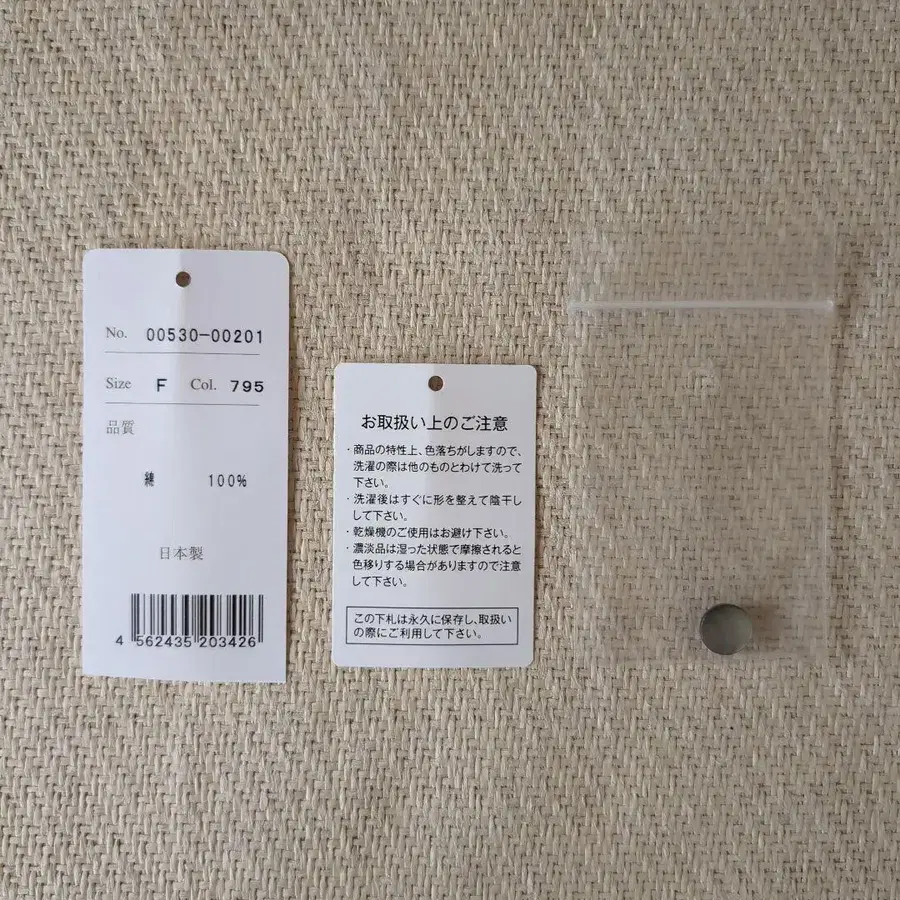 No. 00530-00201
Size F Col. 795
品質
綿 100%
日本製
4 562435 203426
お取扱い上のご注意
・商品の特性上、色落ちがしますので、
洗濯の際は他のものとわけて洗って
下さい。
・洗濯後はすぐに形を整えて陰干し
して下さい。
・乾燥機のご使用はお避け下さい。
・濃淡品は湿った状態で摩擦されると
色移りする場合がありますので注意
して下さい。
この下札は永久に保存し、取扱い
の際にご利用して下さい。